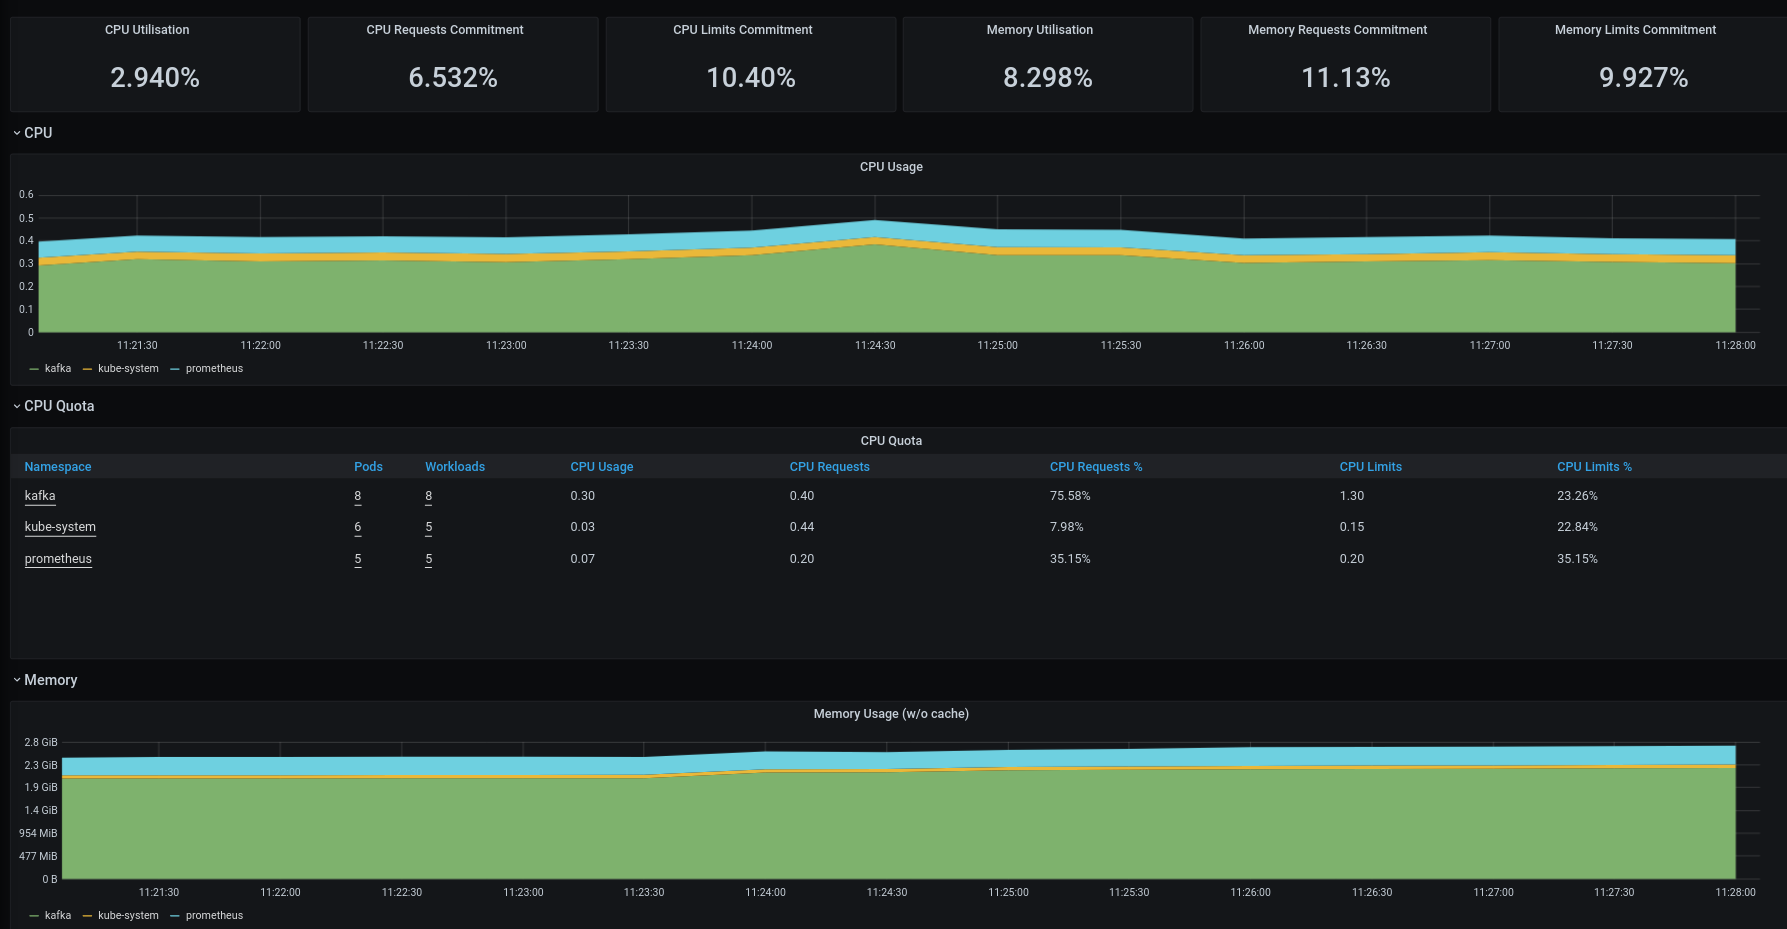 CPU Utilisation CPU Requests Commitment CPU Limits Commitment Memory Utilisation Memory Requests Commitment Memory Limits Commitment
2.940% 6.532% 10.40% 8.298% 11.13% 9.927%
CPU
CPU Usage
0.6
0.5
0.4
0.3
0.2
0.1
0
11:21:30 11:22:00 11:22:30 11:23:00 11:23:30 11:24:00 11:24:30 11:25:00 11:25:30 11:26:00 11:26:30 11:27:00 11:27:30 11:28:00
kafka kube-system prometheus
CPU Quota
CPU Quota
Namespace Pods Workloads CPU Usage CPU Requests CPU Requests % CPU Limits CPU Limits %
kafka 8 8 0.30 0.40 75.58% 1.30 23.26%
kube-system 6 5 0.03 0.44 7.98% 0.15 22.84%
prometheus 5 5 0.07 0.20 35.15% 0.20 35.15%
Memory
Memory Usage (w/o cache)
2.8 GiB
2.3 GiB
1.9 GiB
1.4 GiB
954 MiB
477 MiB
0 B
11:21:30 11:22:00 11:22:30 11:23:00 11:23:30 11:24:00 11:24:30 11:25:00 11:25:30 11:26:00 11:26:30 11:27:00 11:27:30 11:28:00
kafka kube-system prometheus